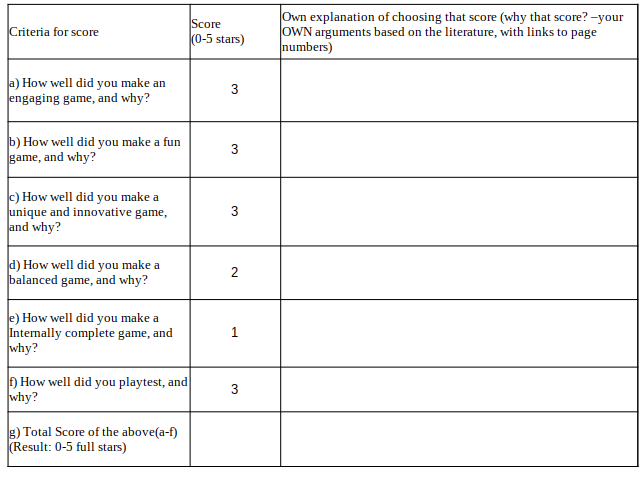 Criteria for score
Score
(0-5 stars)
Own explanation of choosing that score (why that score? –your
OWN arguments based on the literature, with links to page
numbers)
a) How well did you make an
engaging game, and why?
3
b) How well did you make a fun
game, and why?
3
c) How well did you make a
unique and innovative game,
and why?
3
d) How well did you make a
balanced game, and why?
2
e) How well did you make a
Internally complete game, and
why?
1
f) How well did you playtest, and
why?
3
g) Total Score of the above(a-f)
(Result: 0-5 full stars)